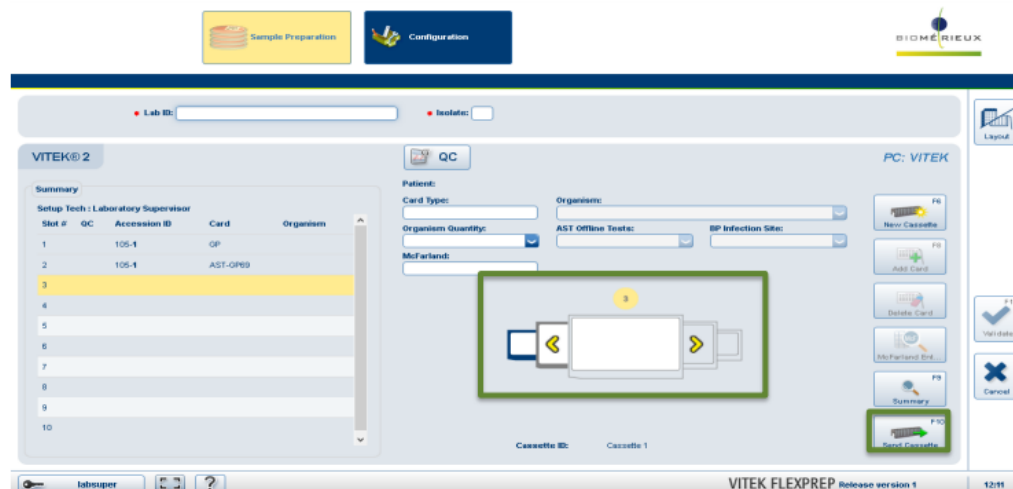 Sample Preparation
Configuration
BIOMÉRIEUX
Lab ID:
Isolate:
Layout
VITEK® 2
QC
PC: VITEK
Summary
Patient:
Setup Tech : Laboratory Supervisor
Card Type:
Organism:
F6
New Cassette
Slot # QC Accession ID Card Organism
Organism Quantity:
AST Offline Tests:
BP Infection Site:
1 105-1 GP
McFarland:
Add Card
2 105-1 AST-GP69
3
3
Delete Card
4
5
Validate
6
McFarland Ent...
7
8
F9
Summary
Cancel
9
F10
Send Cassette
10
Cassette ID: Cassette 1
labsuper
?
VITEK FLEXPREP Release version 1
12:11